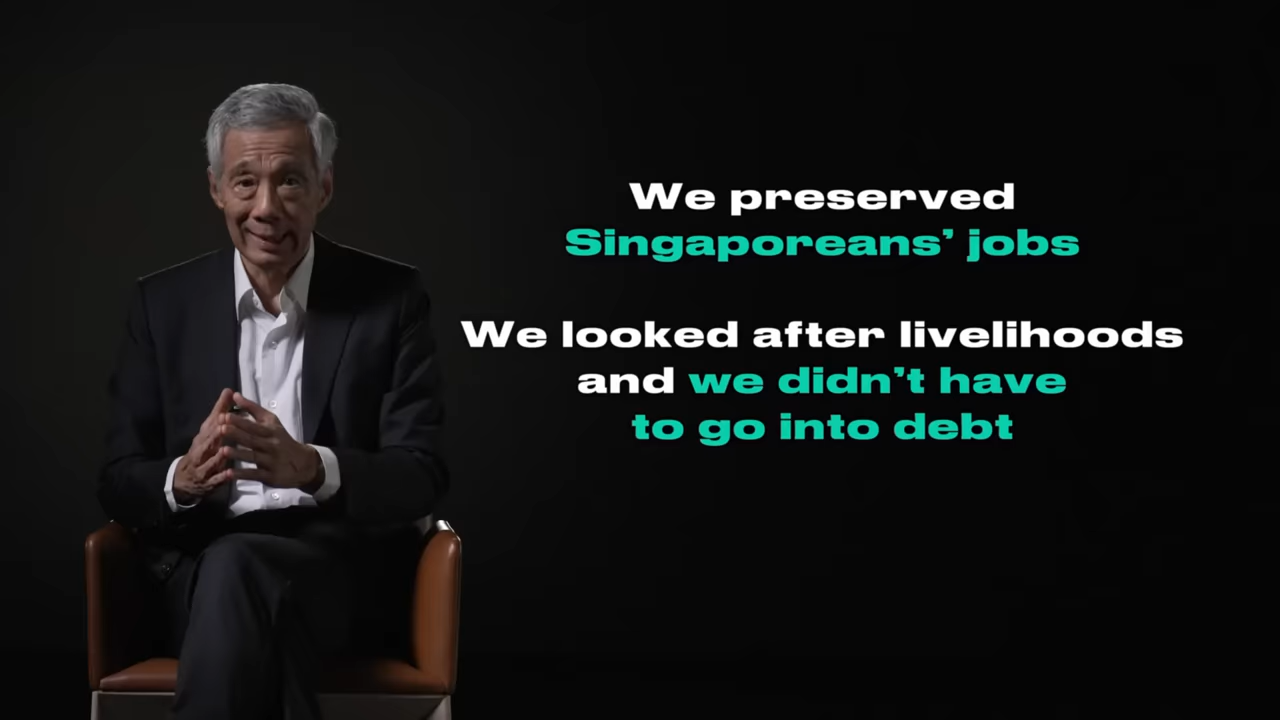 We preserved
Singaporeans’ jobs
We looked after livelihoods
and we didn’t have
to go into debt